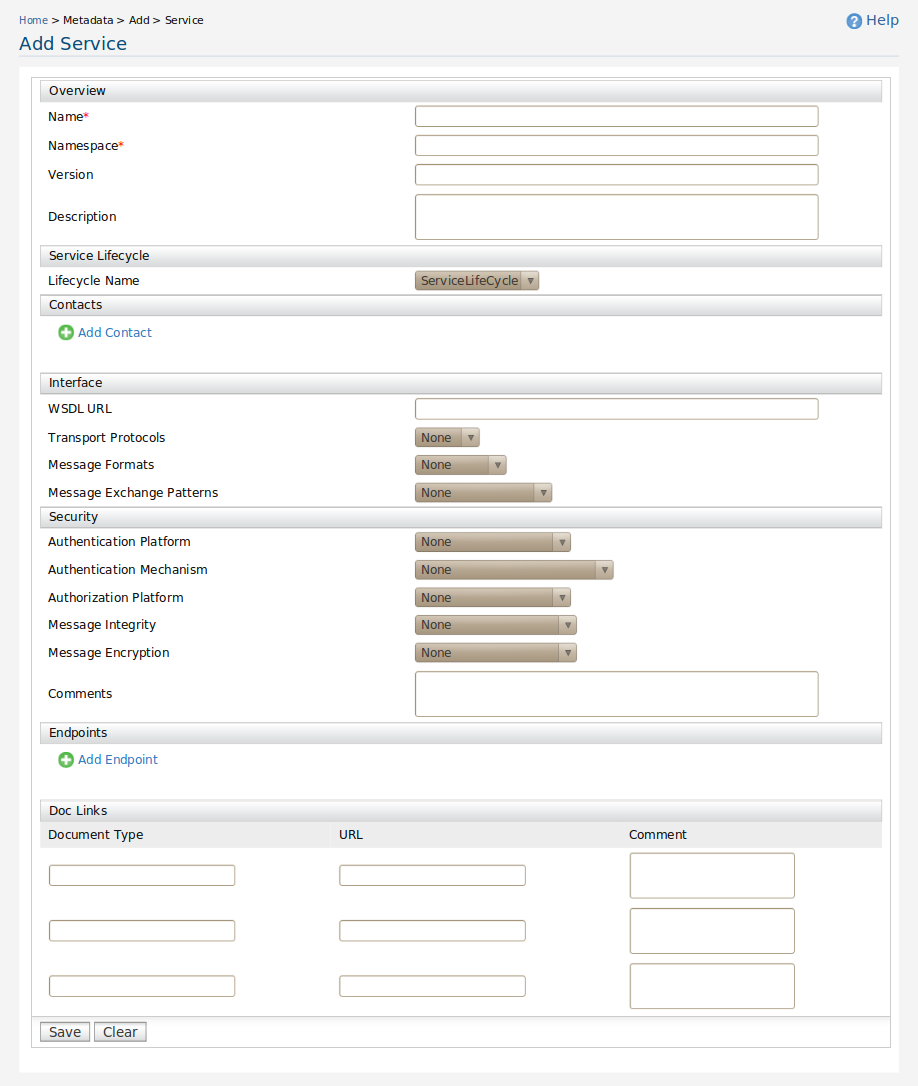 Home > Metadata > Add > Service
Help
Add Service
Overview
Name*
Namespace*
Version
Description
Service Lifecycle
Lifecycle Name ServiceLifeCycle
Contacts
Add Contact
Interface
WSDL URL
Transport Protocols None
Message Formats None
Message Exchange Patterns None
Security
Authentication Platform None
Authentication Mechanism None
Authorization Platform None
Message Integrity None
Message Encryption None
Comments
Endpoints
Add Endpoint
Doc Links
Document Type URL Comment
Save Clear